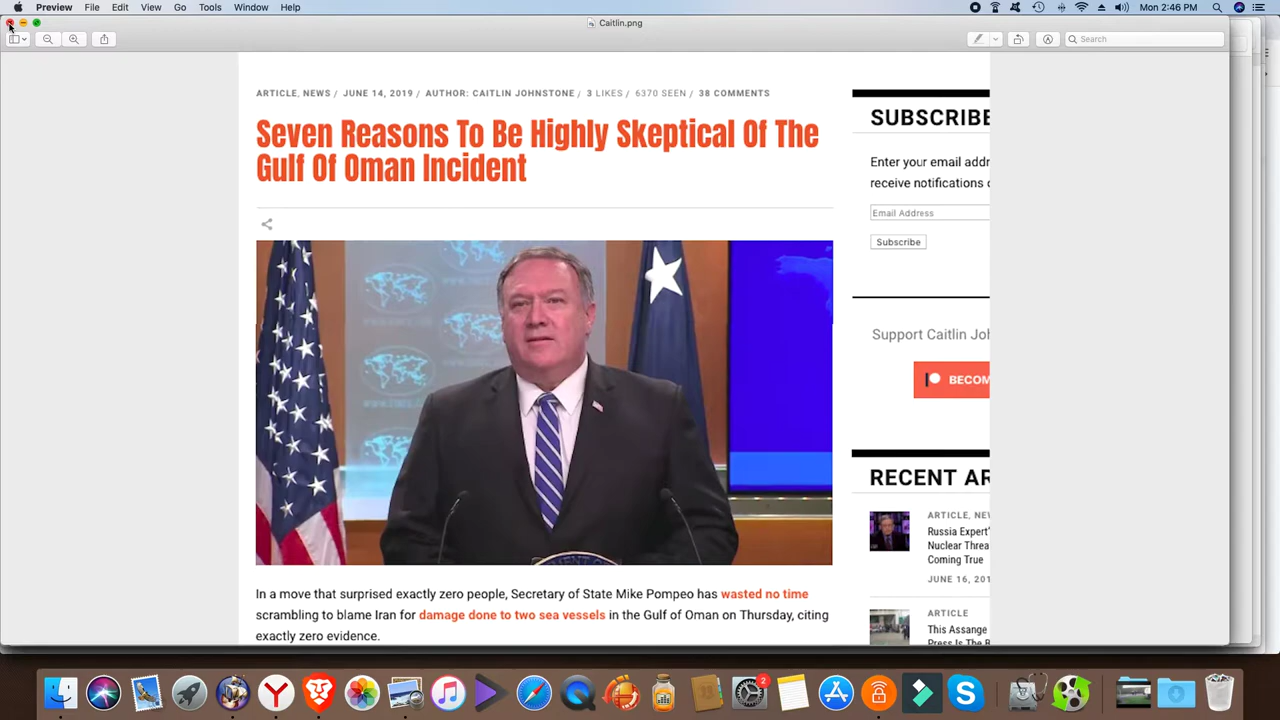 Preview File Edit View Go Tools Window Help Mon 2:46 PM
Caitlin.png
Search
ARTICLE, NEWS / JUNE 14, 2019 / AUTHOR: CAITLIN JOHNSTONE / 3 LIKES / 6370 SEEN / 38 COMMENTS
Seven Reasons To Be Highly Skeptical Of The
Gulf Of Oman Incident
In a move that surprised exactly zero people, Secretary of State Mike Pompeo has wasted no time
scrambling to blame Iran for damage done to two sea vessels in the Gulf of Oman on Thursday, citing
exactly zero evidence.
SUBSCRIBE
Enter your email addr
receive notifications
Email Address
Subscribe
Support Caitlin Joh
BECOM
RECENT AR
ARTICLE, NEW
Russia Expert'
Nuclear Threa
Coming True
JUNE 16, 201
ARTICLE
This Assange
Press Is The B
2